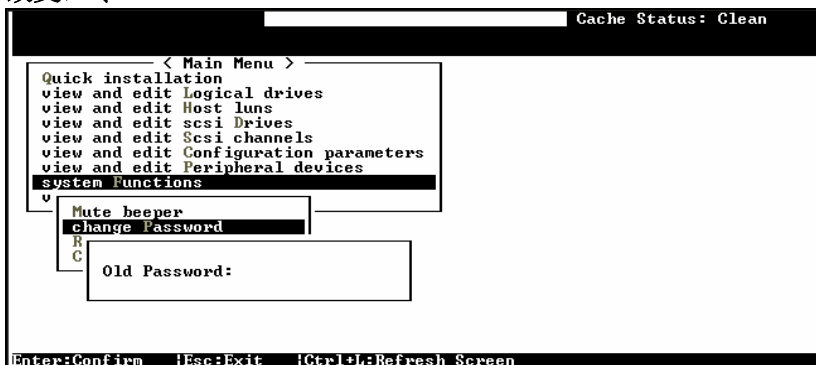 Cache Status: Clean
< Main Menu >
Quick installation
view and edit Logical drives
view and edit Host luns
view and edit scsi Drives
view and edit Scsi channels
view and edit Configuration parameters
view and edit Peripheral devices
system Functions
v
Mute beeper
change Password
R
C
Old Password:
Enter:Confirm |Esc:Exit |Ctrl+L:Refresh Screen